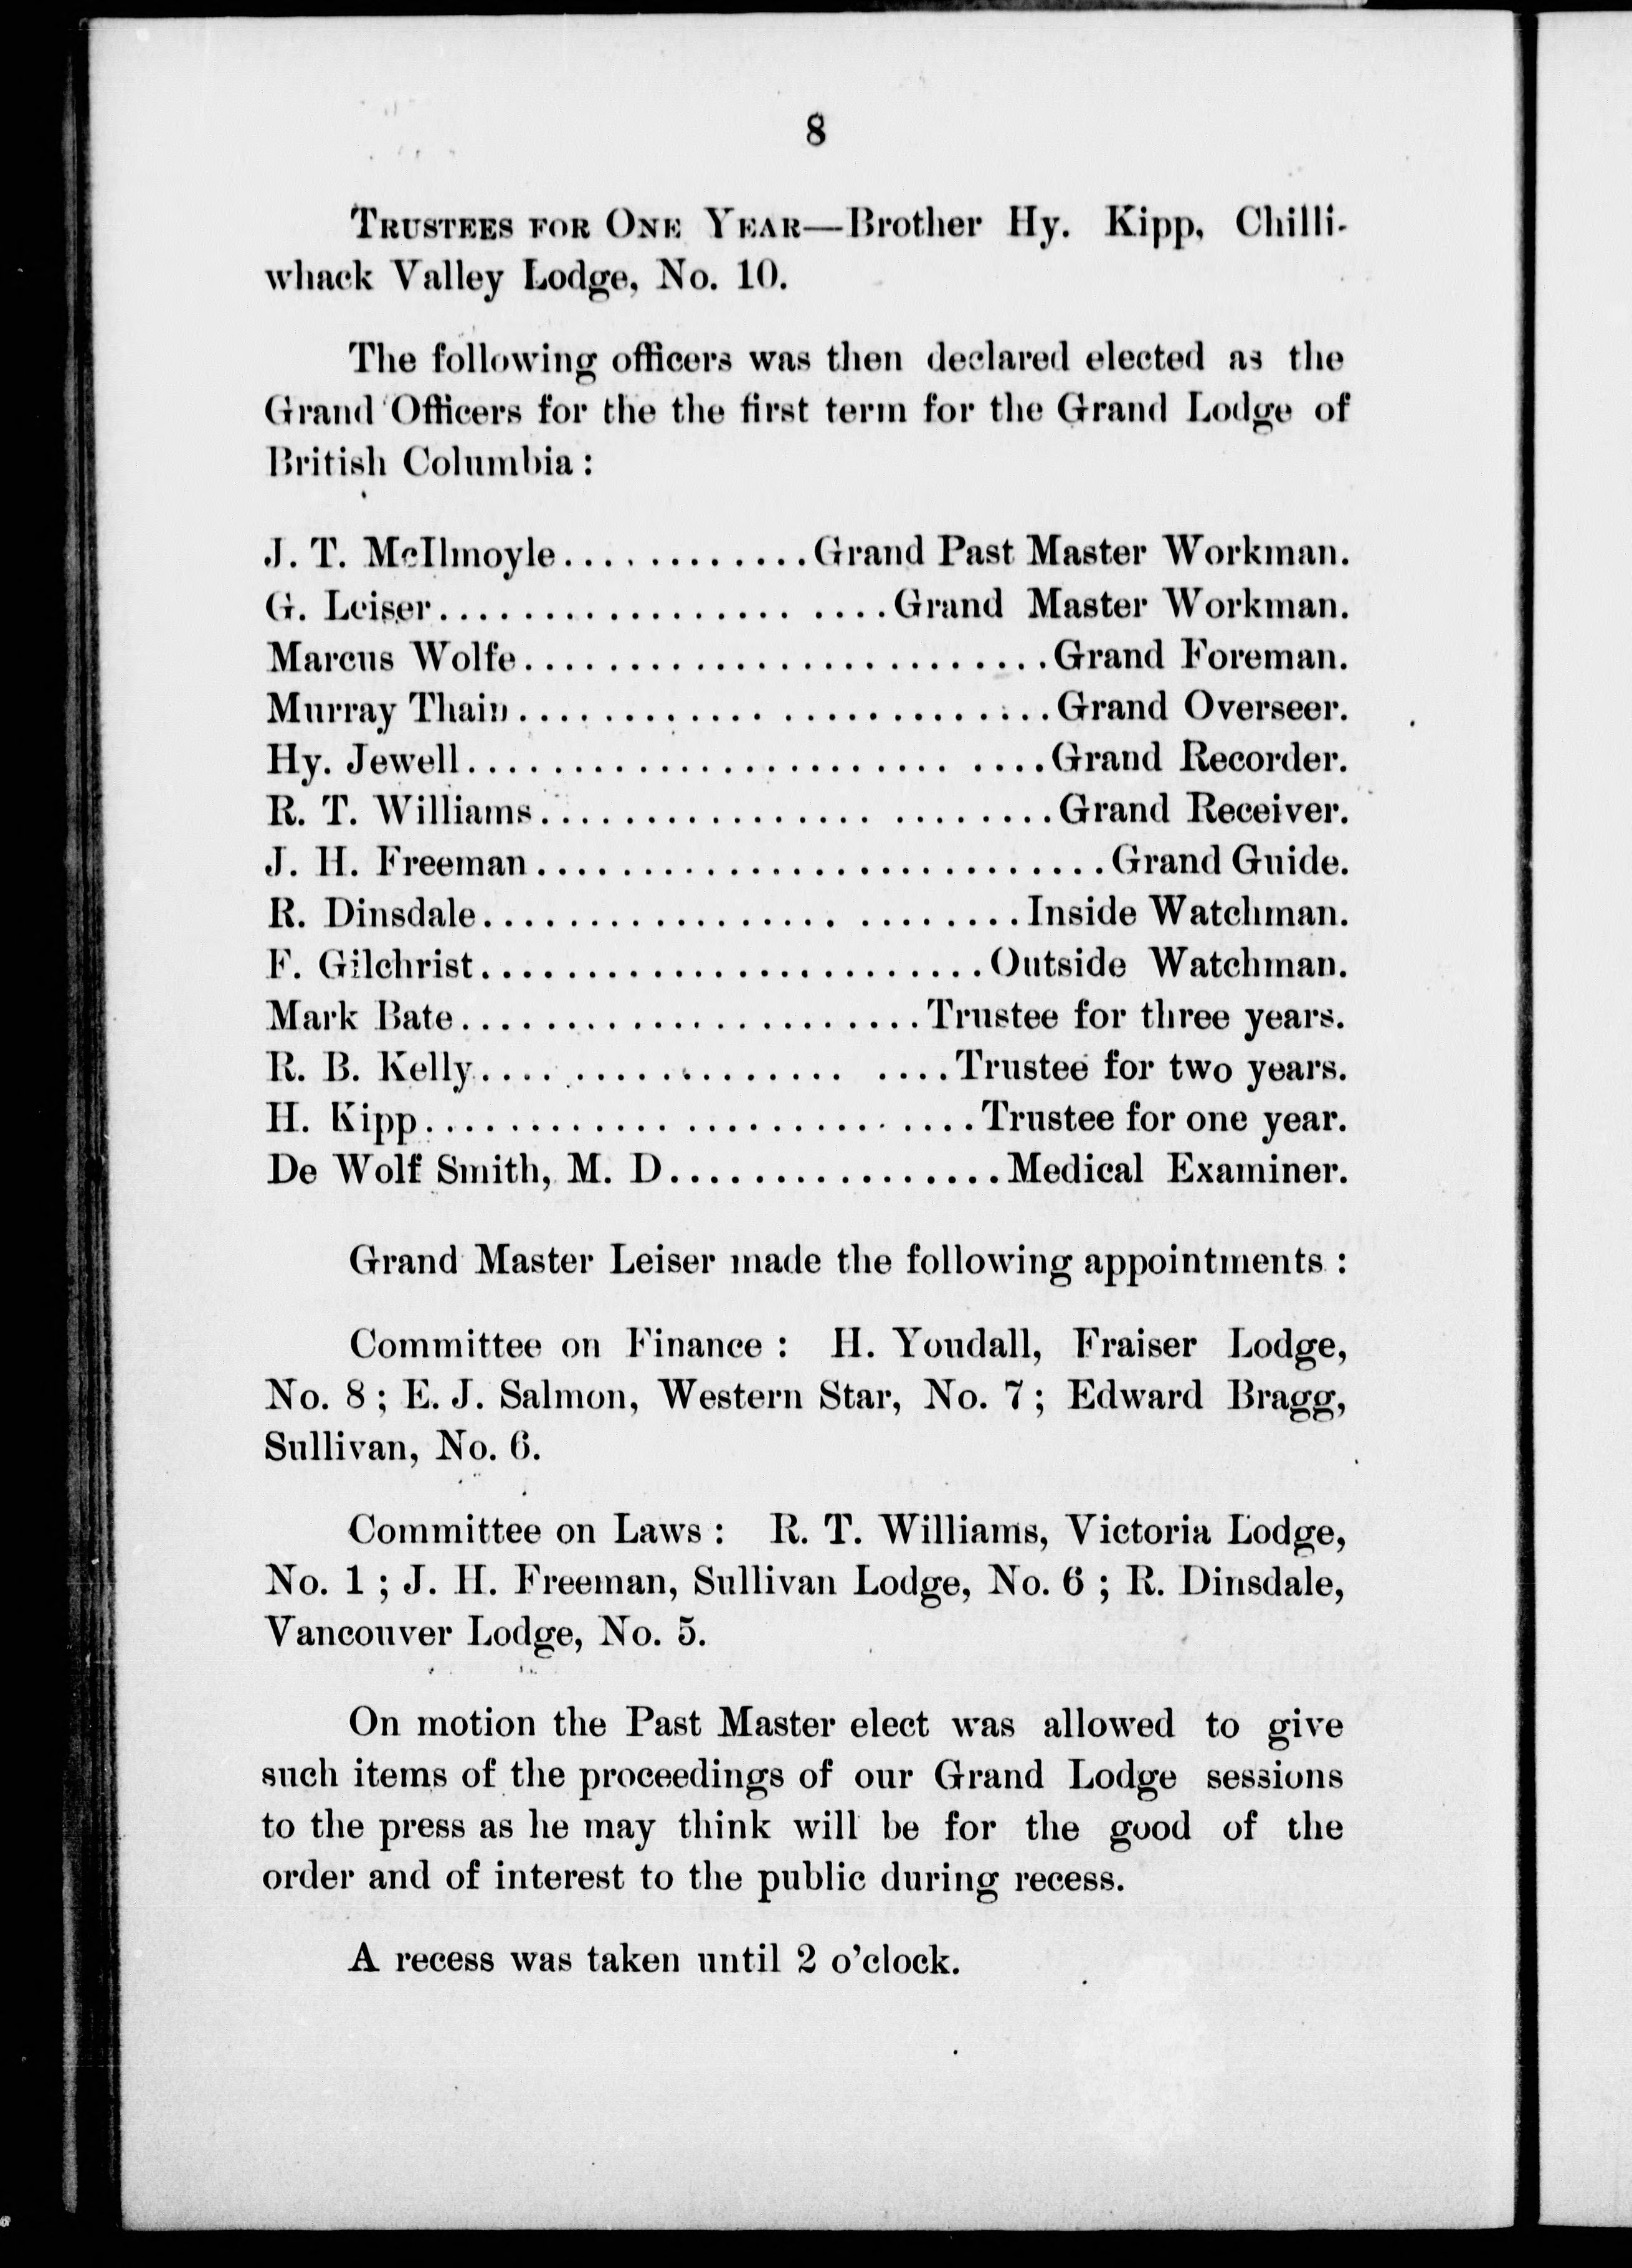 8
TRUSTEES FOR ONE YEAR—Brother Hy. Kipp, Chilli-
whack Valley Lodge, No. 10.
The following officers was then declared elected as the
Grand Officers for the the first term for the Grand Lodge of
British Columbia:
J. T. McIlmoyle............Grand Past Master Workman.
G. Leiser.....................Grand Master Workman.
Marcus Wolfe.........................Grand Foreman.
Murray Thain.........................Grand Overseer.
Hy. Jewell...........................Grand Recorder.
R. T. Williams.......................Grand Receiver.
J. H. Freeman...........................Grand Guide.
R. Dinsdale.........................Inside Watchman.
F. Gilchrist........................Outside Watchman.
Mark Bate......................Trustee for three years.
R. B. Kelly.....................Trustee for two years.
H. Kipp..........................Trustee for one year.
De Wolf Smith, M. D................Medical Examiner.
Grand Master Leiser made the following appointments :
Committee on Finance : H. Youdall, Fraiser Lodge,
No. 8 ; E. J. Salmon, Western Star, No. 7 ; Edward Bragg,
Sullivan, No. 6.
Committee on Laws : R. T. Williams, Victoria Lodge,
No. 1 ; J. H. Freeman, Sullivan Lodge, No. 6 ; R. Dinsdale,
Vancouver Lodge, No. 5.
On motion the Past Master elect was allowed to give
such items of the proceedings of our Grand Lodge sessions
to the press as he may think will be for the good of the
order and of interest to the public during recess.
A recess was taken until 2 o'clock.